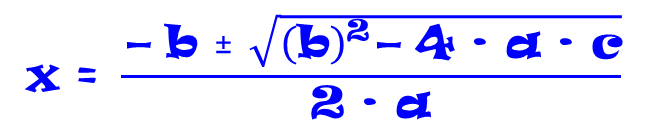 x = (-b ± √((b)² - 4 · a · c)) / (2 · a)